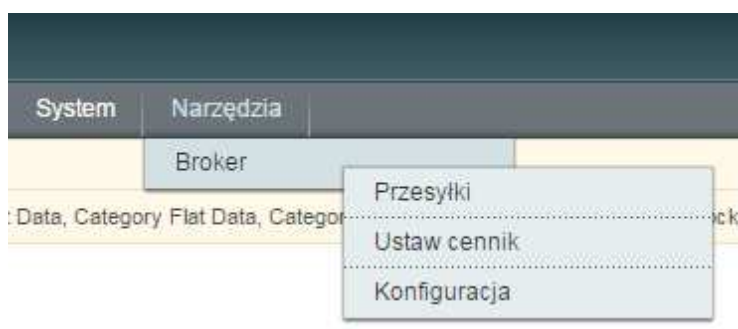 System Narzędzia
Broker
Przesyłki
Data, Category Flat Data, Categor
Ustaw cennik
Konfiguracja